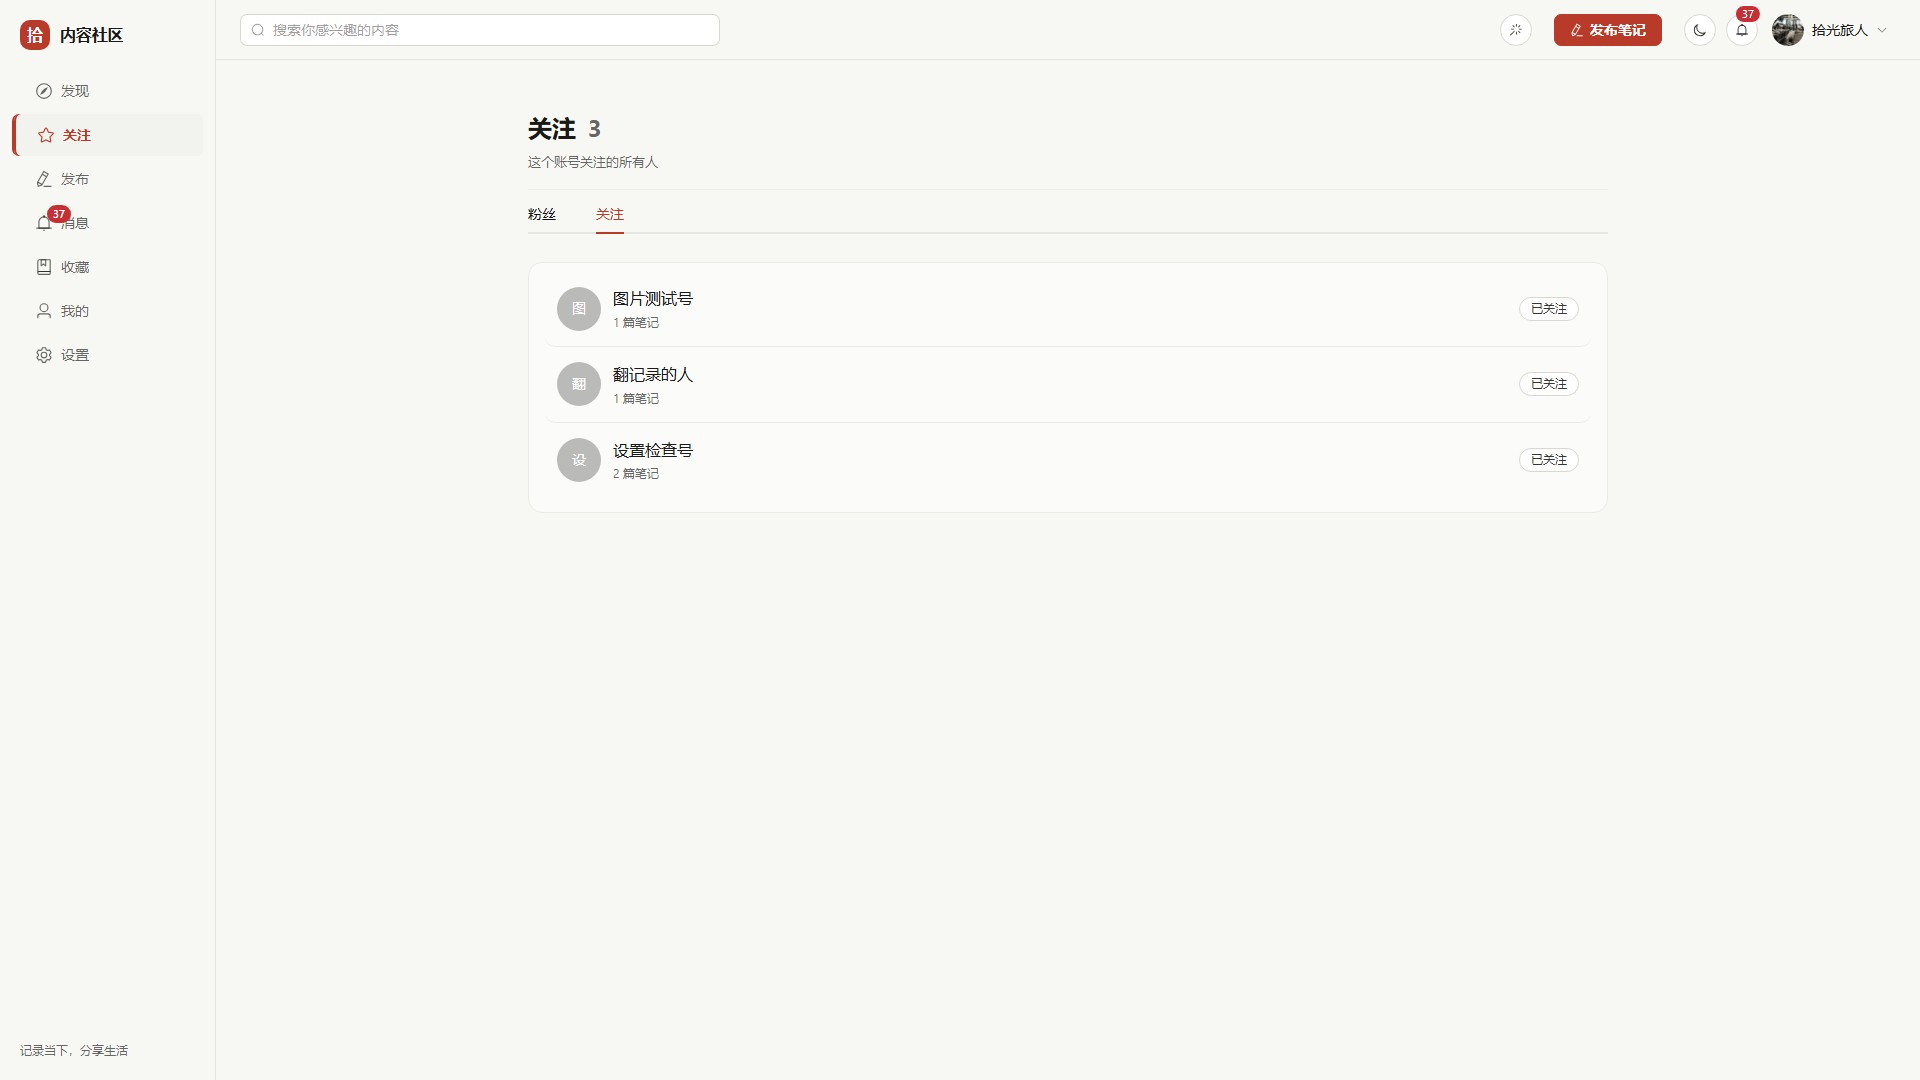 拾 内容社区
搜索你感兴趣的内容
发布笔记
37
拾光旅人
发现
关注
发布
37
消息
收藏
我的
设置
关注 3
这个账号关注的所有人
粉丝 关注
图
图片测试号
1 篇笔记
已关注
翻
翻记录的人
1 篇笔记
已关注
设
设置检查号
2 篇笔记
已关注
记录当下，分享生活